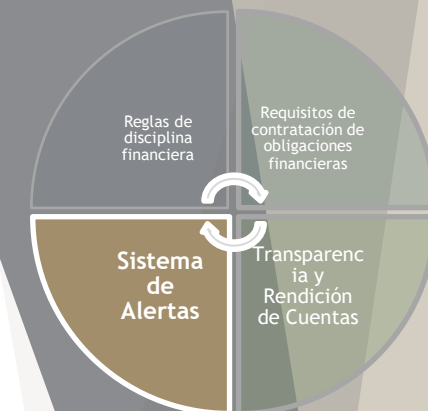 Reglas de
disciplina
financiera
Requisitos de
contratación de
obligaciones
financieras
Sistema
de
Alertas
Transparenc
ia y
Rendición
de Cuentas